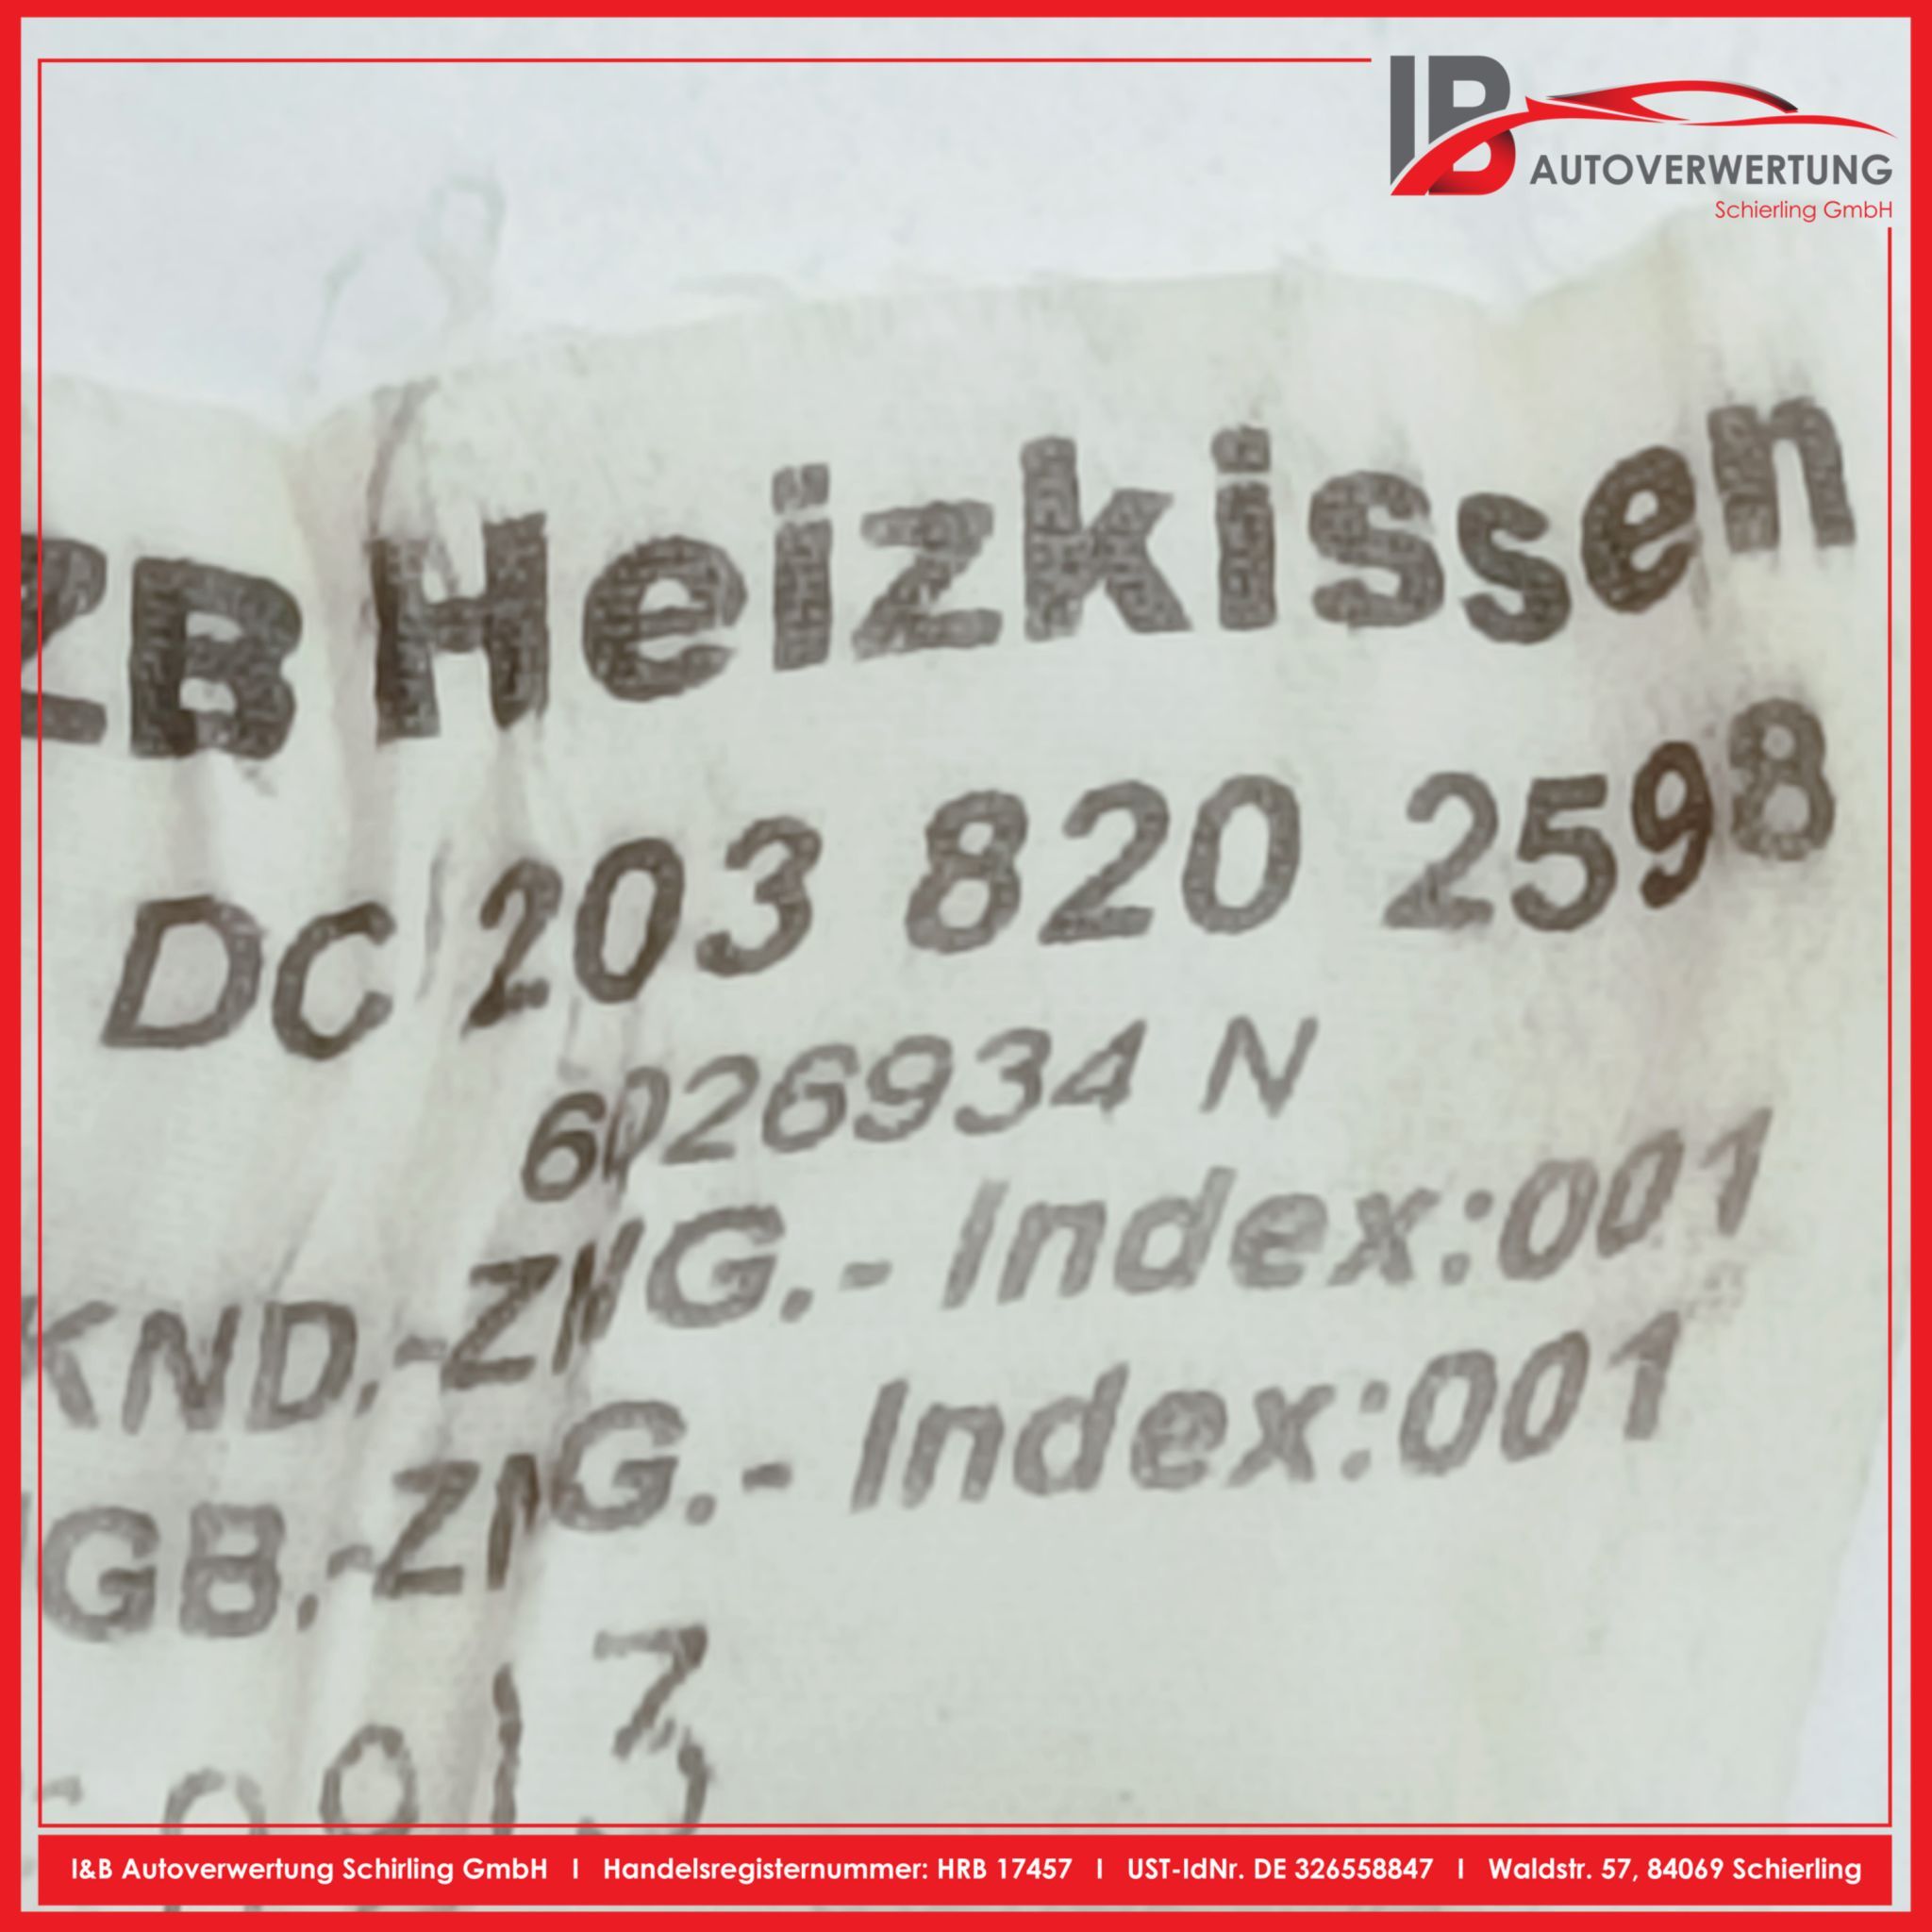 IB AUTOVERWERTUNG
Schierling GmbH
ZB Heizkissen
DC 203 820 2598
6026934 N
KND.-ZNG.- Index:001
GB.-ZNG.- Index:001
I&B Autoverwertung Schirling GmbH I Handelsregisternummer: HRB 17457 I UST-IdNr. DE 326558847 I Waldstr. 57, 84069 Schierling